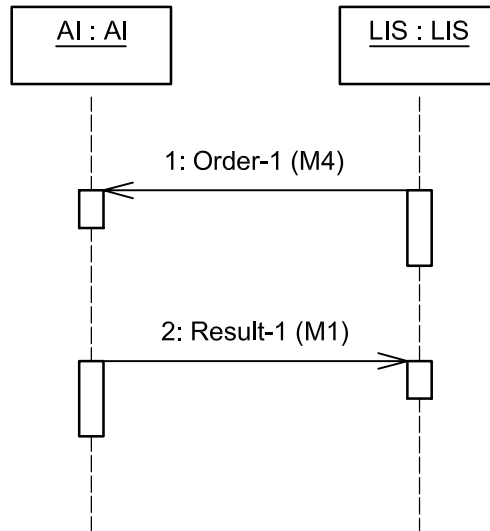 AI : AI
LIS : LIS
1: Order-1 (M4)
2: Result-1 (M1)